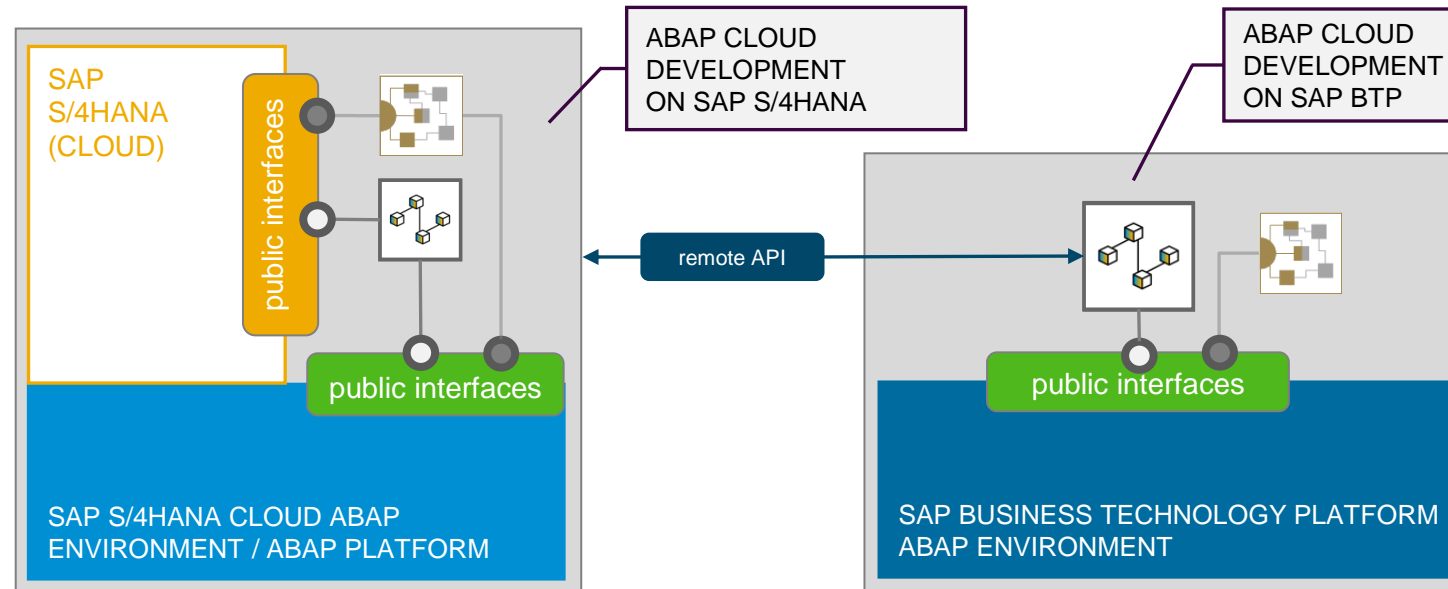 ABAP CLOUD
DEVELOPMENT
ON SAP S/4HANA
ABAP CLOUD
DEVELOPMENT
ON SAP BTP
SAP
S/4HANA
(CLOUD)
public interfaces
remote API
public interfaces
public interfaces
SAP S/4HANA CLOUD ABAP
ENVIRONMENT / ABAP PLATFORM
SAP BUSINESS TECHNOLOGY PLATFORM
ABAP ENVIRONMENT